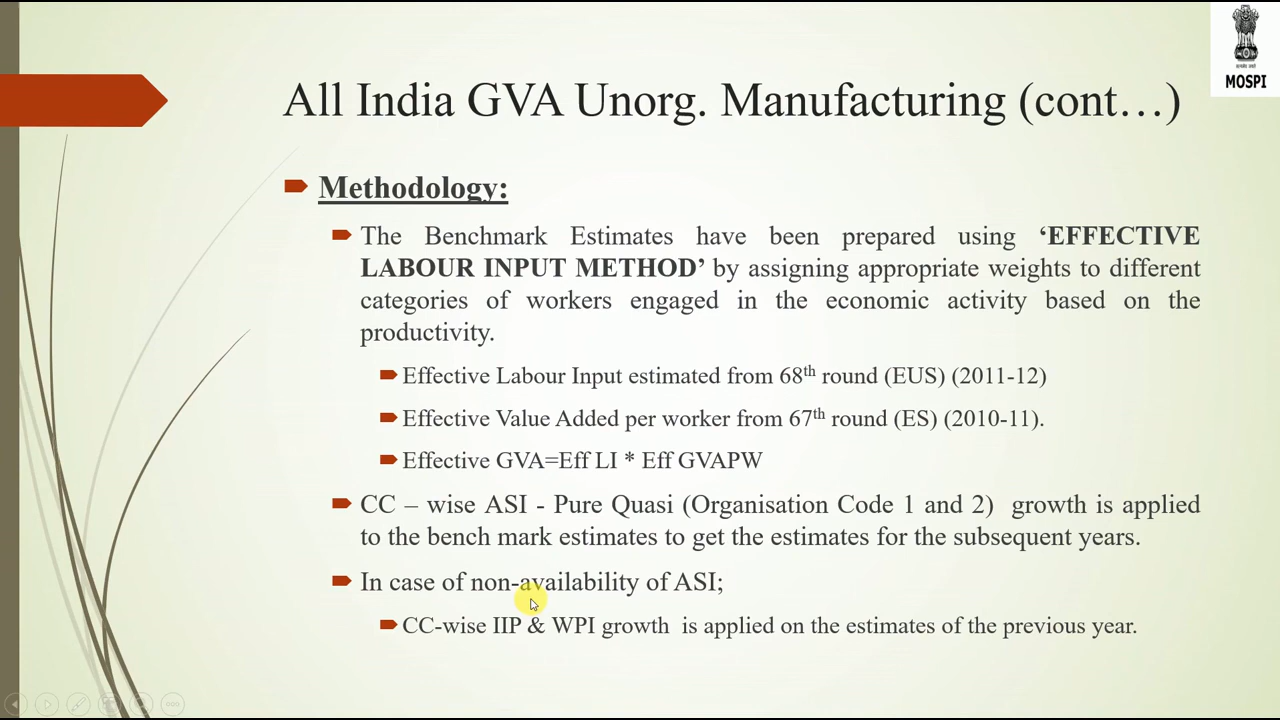 MOSPI
All India GVA Unorg. Manufacturing (cont…)
Methodology:
The Benchmark Estimates have been prepared using ‘EFFECTIVE
LABOUR INPUT METHOD’ by assigning appropriate weights to different
categories of workers engaged in the economic activity based on the
productivity.
Effective Labour Input estimated from 68th round (EUS) (2011-12)
Effective Value Added per worker from 67th round (ES) (2010-11).
Effective GVA=Eff LI * Eff GVAPW
CC – wise ASI - Pure Quasi (Organisation Code 1 and 2) growth is applied
to the bench mark estimates to get the estimates for the subsequent years.
In case of non-availability of ASI;
CC-wise IIP & WPI growth is applied on the estimates of the previous year.